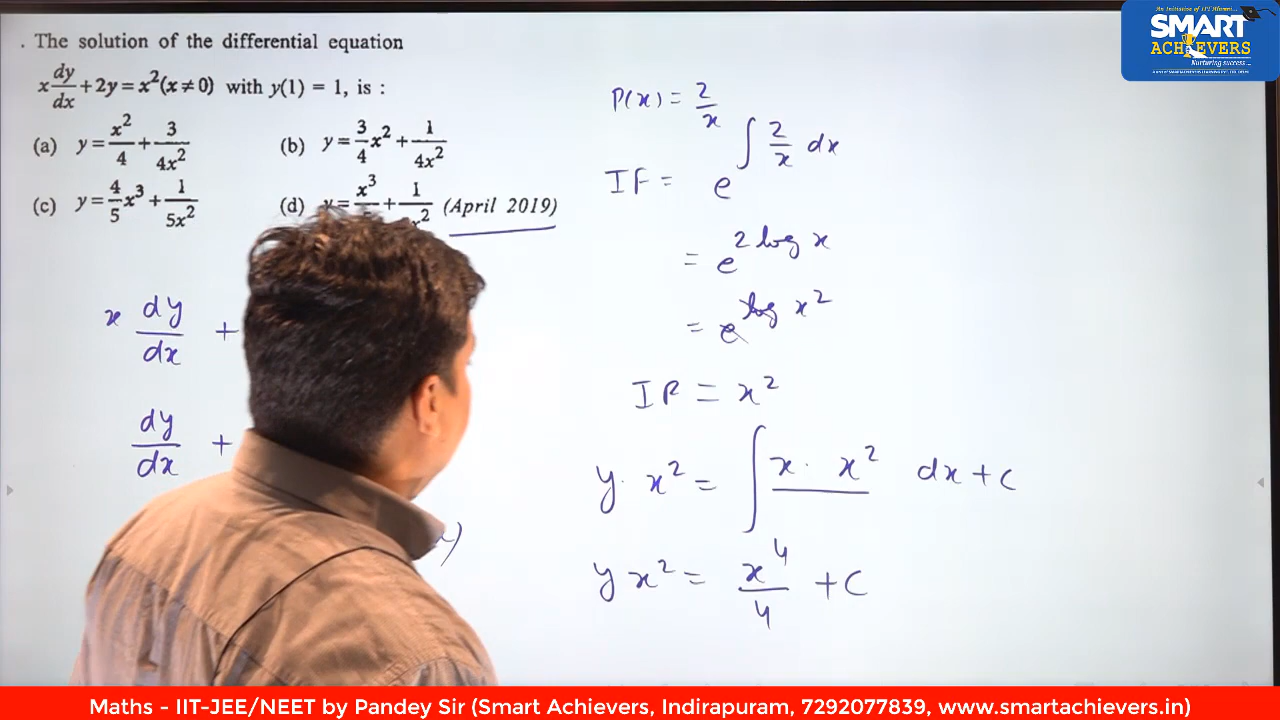 . The solution of the differential equation
x dy/dx + 2y = x²(x ≠ 0) with y(1) = 1, is :
(a) y = x²/4 + 3/4x² (b) y = 3/4 x² + 1/4x²
(c) y = 4/5 x³ + 1/5x² (d) (April 2019)
x dy/dx +
dy/dx +
P(x) = 2/x
IF = e^∫ 2/x dx
= e^2 log x
= e^log x²
IF = x²
y · x² = ∫ x · x² dx + c
y x² = x⁴/4 + C
An Initiative of IIT Alumni...
SMART
ACHIEVERS
Nurturing success...
Maths - IIT-JEE/NEET by Pandey Sir (Smart Achievers, Indirapuram, 7292077839, www.smartachievers.in)